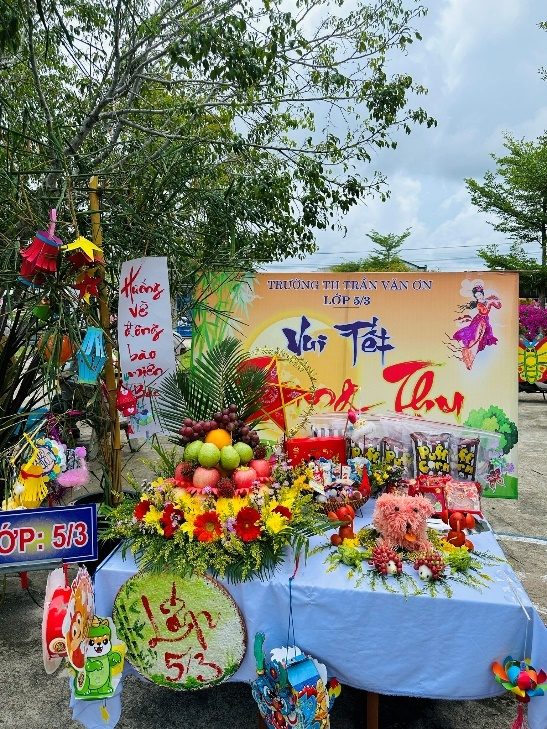 TRƯỜNG TH TRẦN VĂN ƠN
LỚP 5/3
Vui Tết
Thu
Hướng
về
đồng
bào
miền
ỚP: 5/3
Lớp
5/3